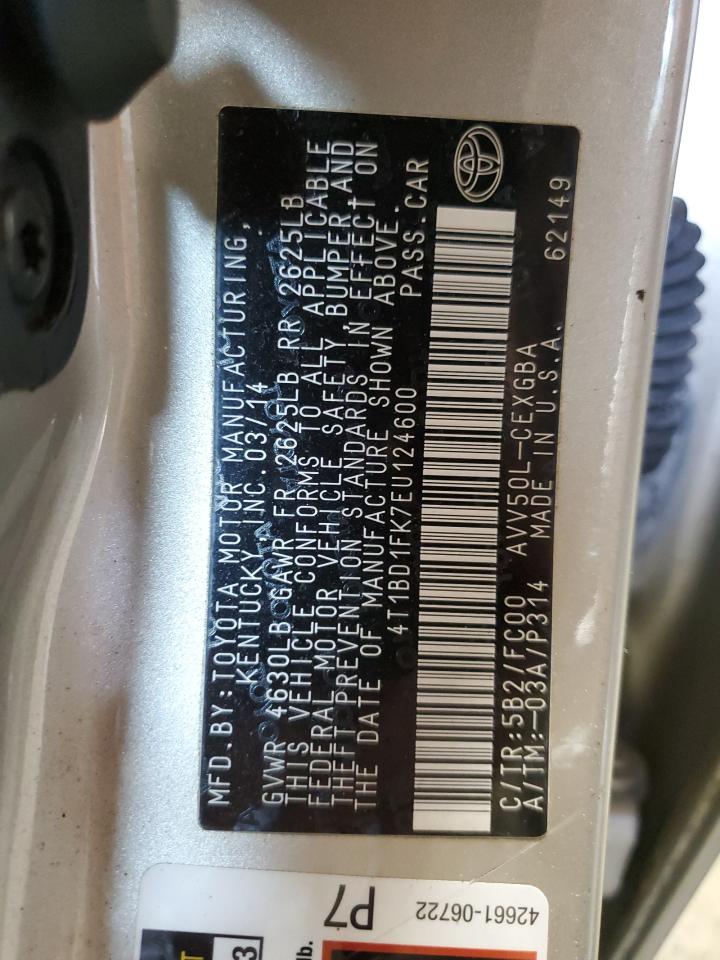 MFD.BY:TOYOTA MOTOR MANUFACTURING,
KENTUCKY, INC. 03/14
GVWR 4630LB GAWR FR 2625LB RR 2625LB
THIS VEHICLE CONFORMS TO ALL APPLICABLE
FEDERAL MOTOR VEHICLE SAFETY, BUMPER AND
THEFT PREVENTION STANDARDS IN EFFECT ON
THE DATE OF MANUFACTURE SHOWN ABOVE.
4T1BD1FK7EU124600 PASS.CAR
C/TR:5B2/FC00 AVV50L-CEXGBA 62149
A/TM:-03A/P314 MADE IN U.S.A.
42661-06722
P7
lb.
3